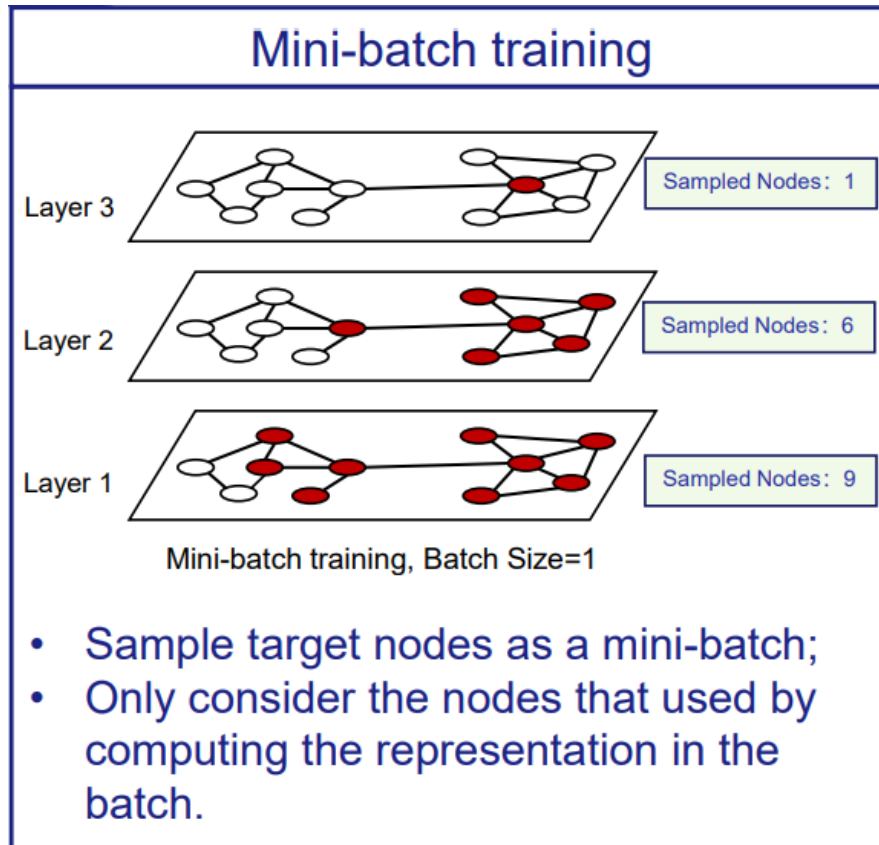 Mini-batch training
Layer 3
Sampled Nodes: 1
Layer 2
Sampled Nodes: 6
Layer 1
Sampled Nodes: 9
Mini-batch training, Batch Size=1
• Sample target nodes as a mini-batch;
• Only consider the nodes that used by
computing the representation in the
batch.